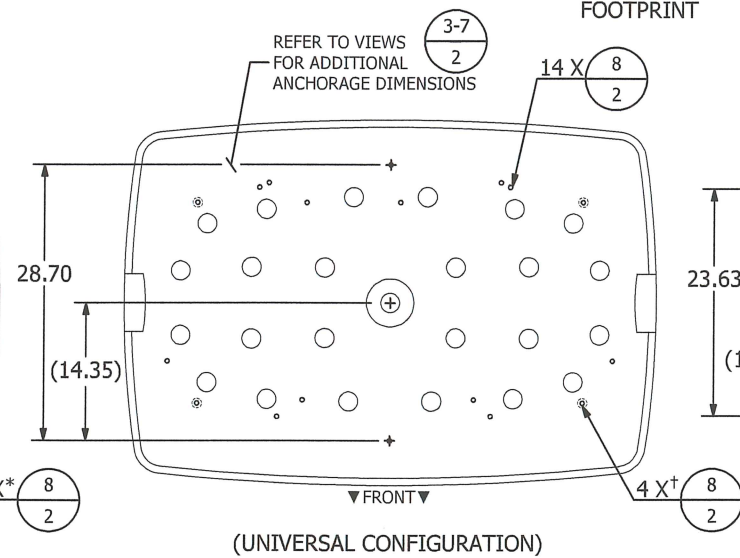 FOOTPRINT
3-7
2
REFER TO VIEWS
FOR ADDITIONAL
ANCHORAGE DIMENSIONS
14 X
8
2
28.70
23.63
(14.35)
(1
X*
8
2
4 X†
8
2
▼FRONT▼
(UNIVERSAL CONFIGURATION)